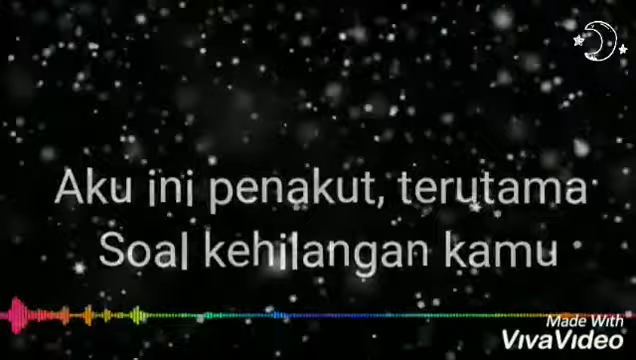 Aku ini penakut, terutama
Soal kehilangan kamu
Made With
VivaVideo